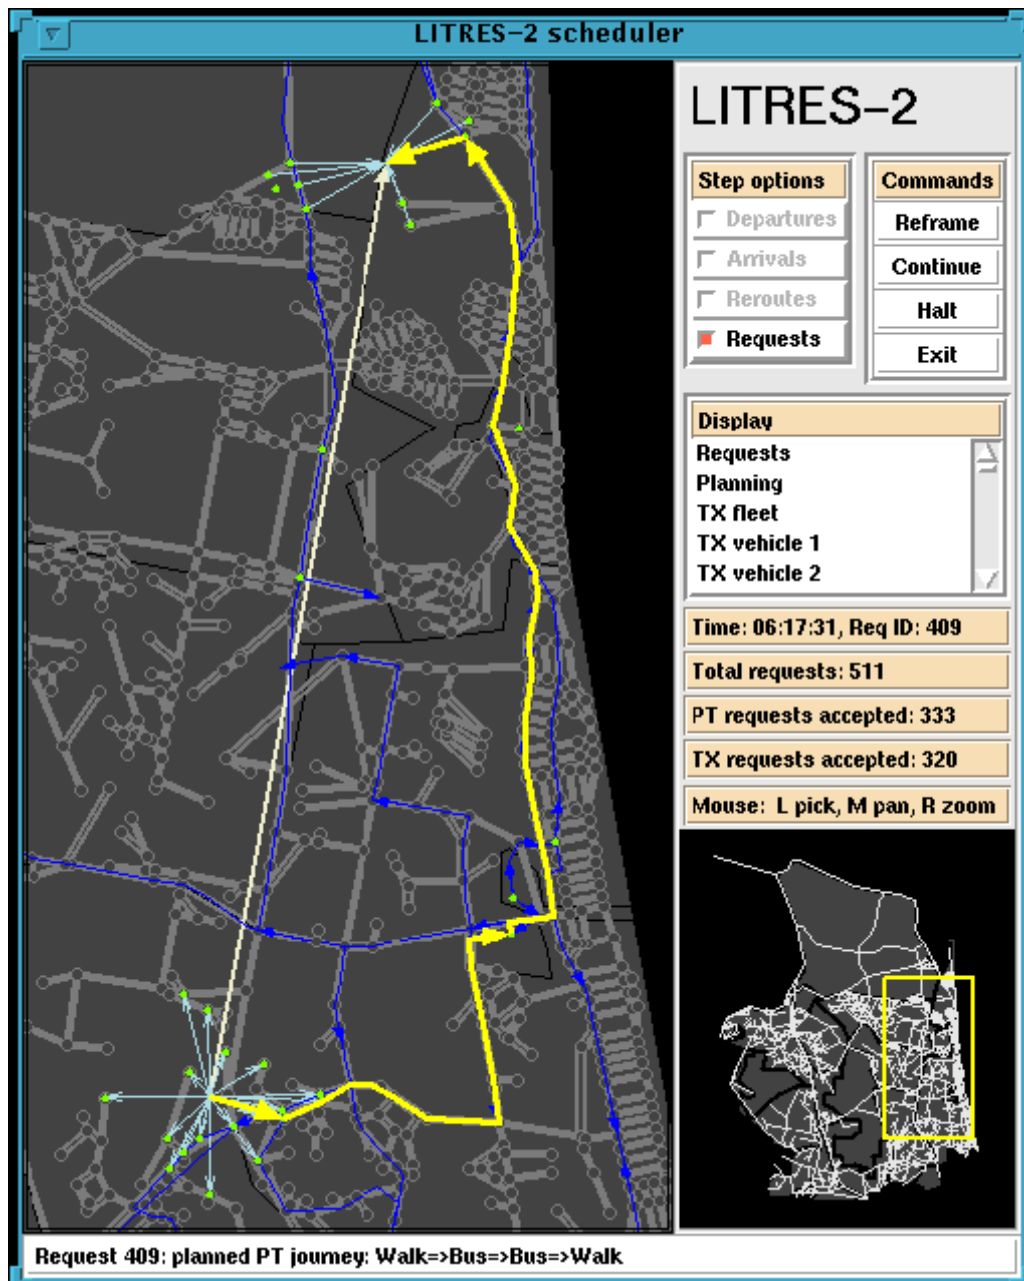 LITRES-2 scheduler
LITRES-2
Step options
Departures
Arrivals
Reroutes
Requests
Commands
Reframe
Continue
Halt
Exit
Display
Requests
Planning
TX fleet
TX vehicle 1
TX vehicle 2
Time: 06:17:31, Req ID: 409
Total requests: 511
PT requests accepted: 333
TX requests accepted: 320
Mouse: L pick, M pan, R zoom
Request 409: planned PT journey: Walk=>Bus=>Bus=>Walk